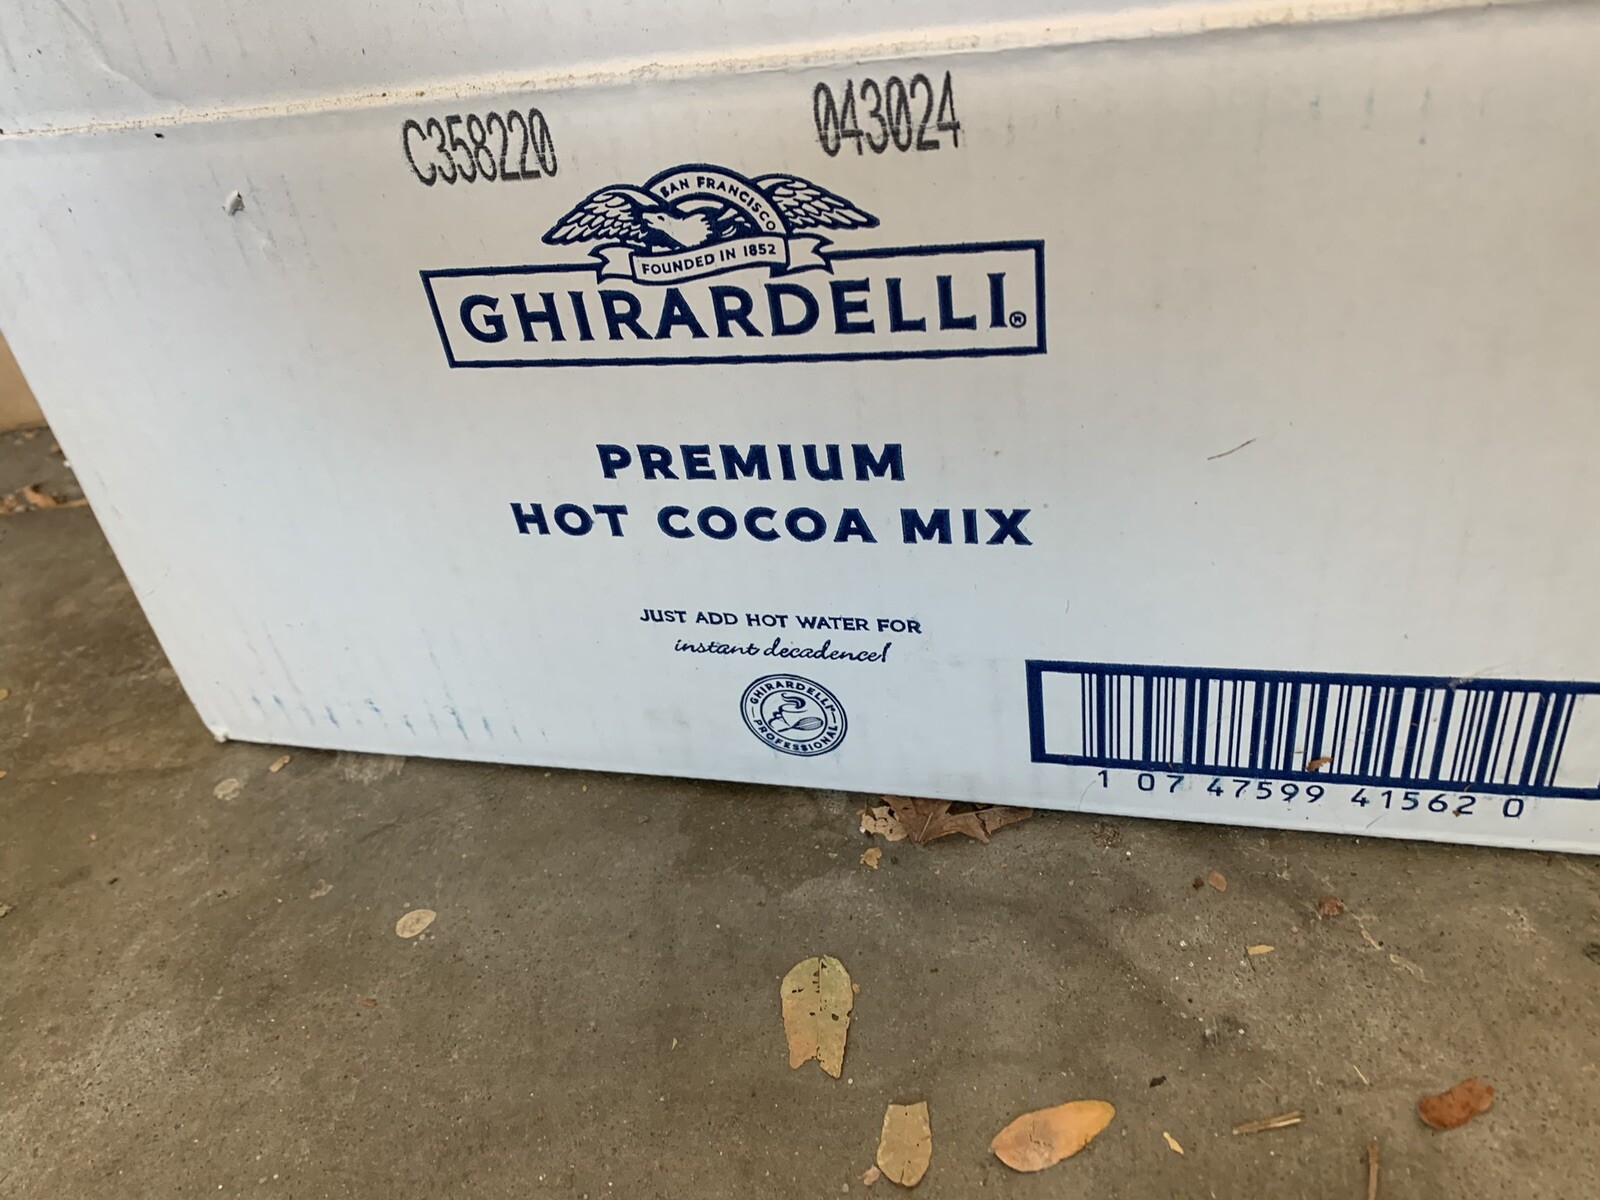 C358220 043024
SAN FRANCISCO
FOUNDED IN 1852
GHIRARDELLI®
PREMIUM
HOT COCOA MIX
JUST ADD HOT WATER FOR
instant decadence!
GHIRARDELLI
PROFESSIONAL
1 07 47599 41562 0